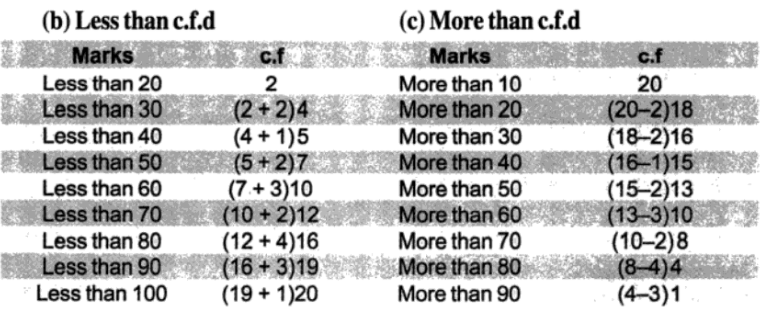 (b) Less than c.f.d (c) More than c.f.d
Marks c.f Marks c.f
Less than 20 2 More than 10 20
Less than 30 (2 + 2)4 More than 20 (20–2)18
Less than 40 (4 + 1)5 More than 30 (18–2)16
Less than 50 (5 + 2)7 More than 40 (16–1)15
Less than 60 (7 + 3)10 More than 50 (15–2)13
Less than 70 (10 + 2)12 More than 60 (13–3)10
Less than 80 (12 + 4)16 More than 70 (10–2)8
Less than 90 (16 + 3)19 More than 80 (8–4)4
Less than 100 (19 + 1)20 More than 90 (4–3)1